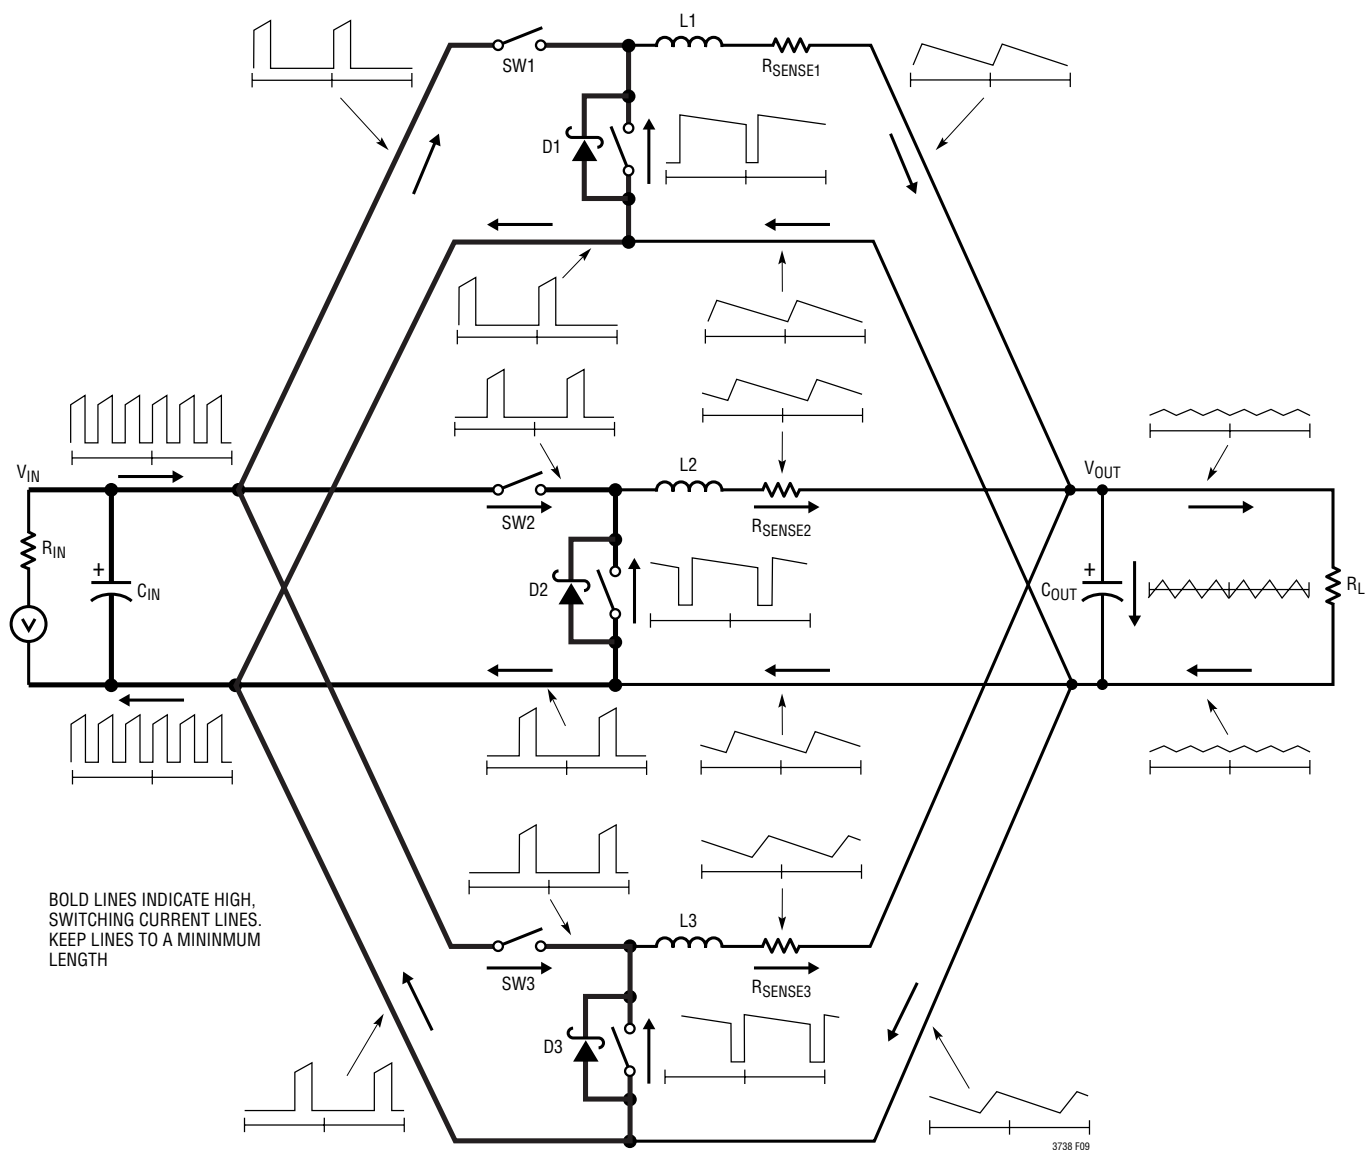 L1
SW1
RSENSE1
D1
VIN
L2
VOUT
SW2
RSENSE2
RIN
+
CIN
D2
+
COUT
RL
V
BOLD LINES INDICATE HIGH,
SWITCHING CURRENT LINES.
KEEP LINES TO A MININMUM
LENGTH
L3
SW3
RSENSE3
D3
3738 F09